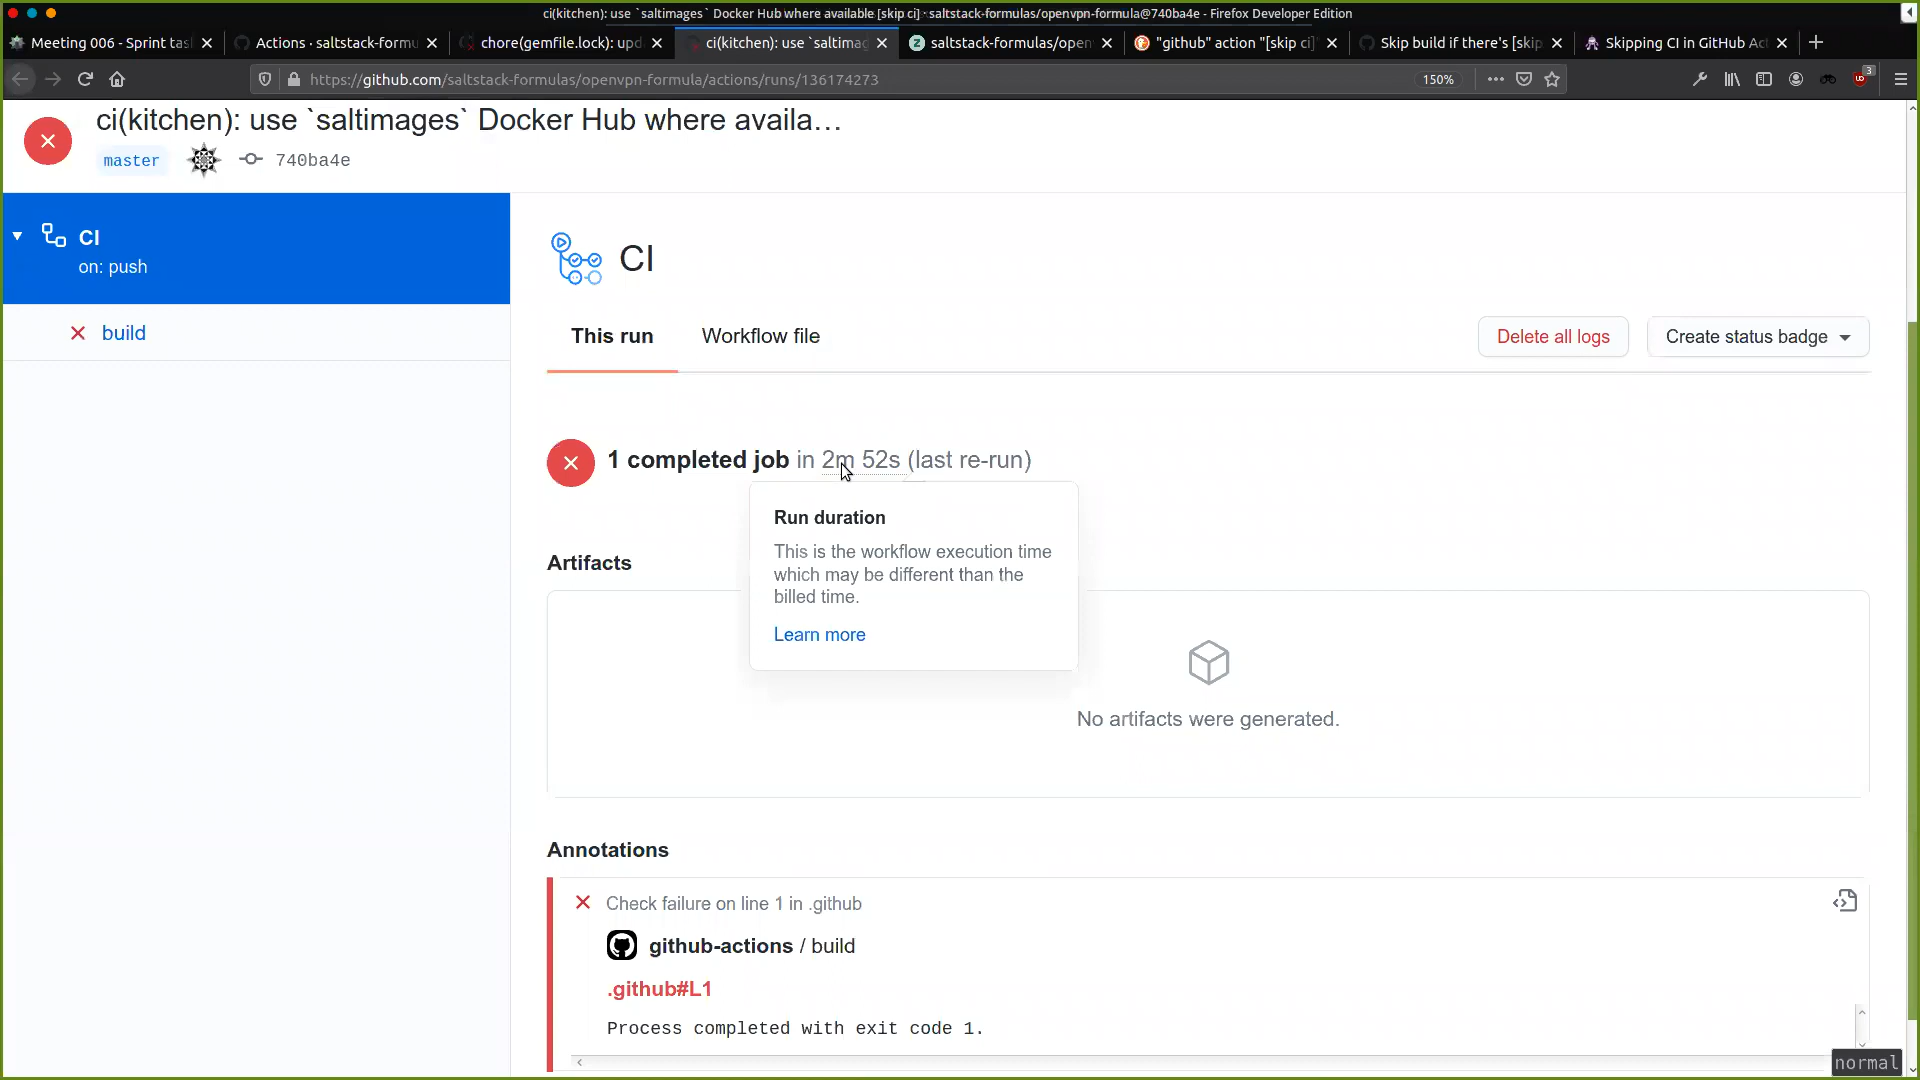 ci(kitchen): use `saltimages` Docker Hub where available [skip ci] · saltstack-formulas/openvpn-formula@740ba4e - Firefox Developer Edition
Meeting 006 - Sprint tas
Actions · saltstack-formu
chore(gemfile.lock): upd
ci(kitchen): use `saltimag
saltstack-formulas/open
"github" action "[skip ci]
Skip build if there's [skip
Skipping CI in GitHub Ac
https://github.com/saltstack-formulas/openvpn-formula/actions/runs/136174273
150%
3
ci(kitchen): use `saltimages` Docker Hub where availa…
master
740ba4e
CI
on: push
build
CI
This run
Workflow file
Delete all logs
Create status badge
1 completed job in 2m 52s (last re-run)
Run duration
This is the workflow execution time
which may be different than the
billed time.
Learn more
Artifacts
No artifacts were generated.
Annotations
Check failure on line 1 in .github
github-actions / build
.github#L1
Process completed with exit code 1.
normal